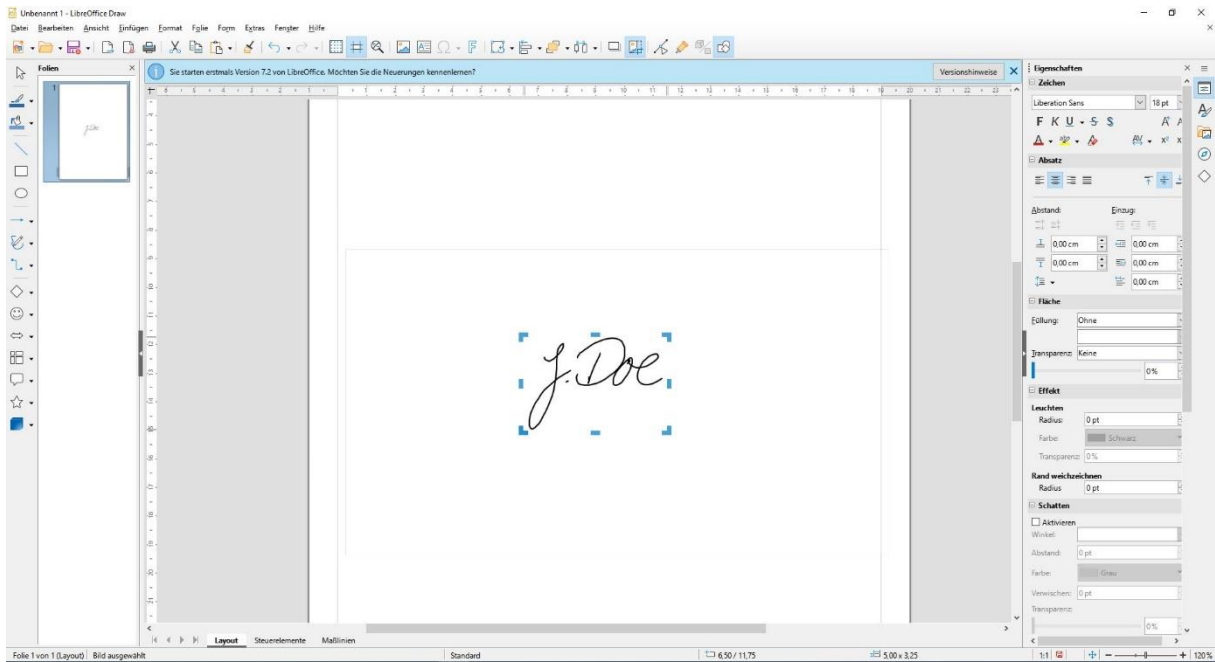 Unbenannt 1 - LibreOffice Draw
Datei Bearbeiten Ansicht Einfügen Format Folie Form Extras Fenster Hilfe
Folien
Sie starten erstmals Version 7.2 von LibreOffice. Möchten Sie die Neuerungen kennenlernen?
Versionshinweise
1
J.Doe
J.Doe
Layout Steuerelemente Maßlinien
Eigenschaften
Zeichen
Liberation Sans 18 pt
F K U S S A A
Absatz
Abstand: Einzug:
0,00 cm 0,00 cm
0,00 cm 0,00 cm
0,00 cm
Fläche
Füllung: Ohne
Transparenz: Keine
0%
Effekt
Leuchten
Radius: 0 pt
Farbe: Schwarz
Transparenz: 0%
Rand weichzeichnen
Radius 0 pt
Schatten
Aktivieren
Winkel:
Abstand: 0 pt
Farbe: Grau
Verwischen: 0 pt
Transparenz:
0%
Folie 1 von 1 (Layout) Bild ausgewählt Standard 6,50 / 11,75 5,00 x 3,25 1:1 120%